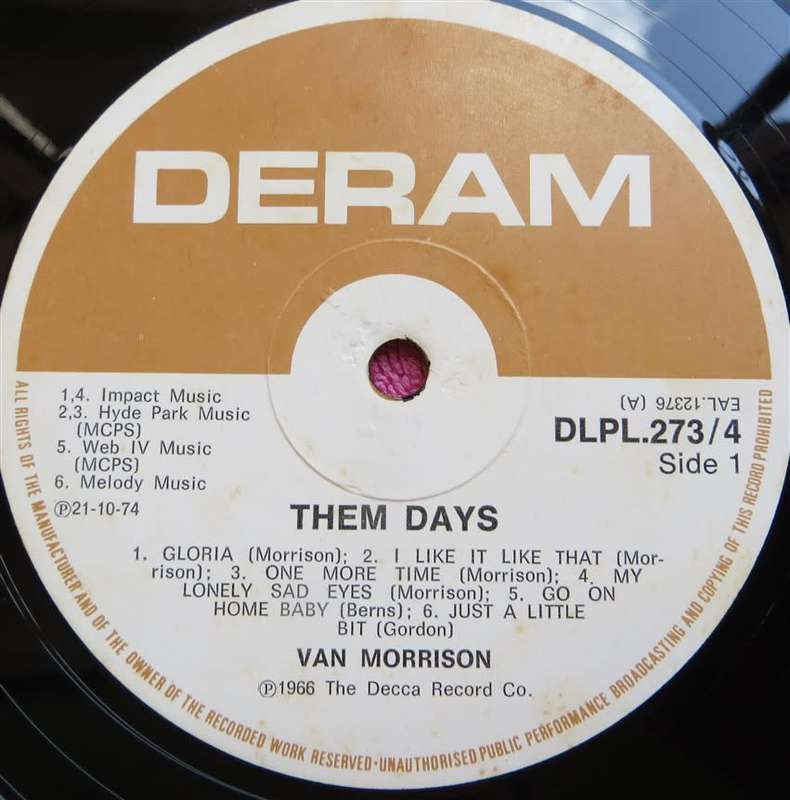 DERAM
1,4. Impact Music
2,3. Hyde Park Music
(MCPS)
5. Web IV Music
(MCPS)
6. Melody Music
Ⓟ21-10-74
EAL.12376 (A)
DLPL.273/4
Side 1
THEM DAYS
1. GLORIA (Morrison); 2. I LIKE IT LIKE THAT (Mor-
rison); 3. ONE MORE TIME (Morrison); 4. MY
LONELY SAD EYES (Morrison); 5. GO ON
HOME BABY (Berns); 6. JUST A LITTLE
BIT (Gordon)
VAN MORRISON
Ⓟ1966 The Decca Record Co.
ALL RIGHTS OF THE MANUFACTURER AND OF THE OWNER OF THE RECORDED WORK RESERVED·UNAUTHORISED PUBLIC PERFORMANCE BROADCASTING AND COPYING OF THIS RECORD PROHIBITED